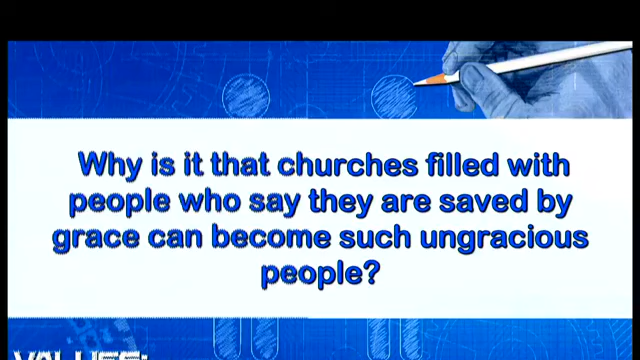 Why is it that churches filled with
people who say they are saved by
grace can become such ungracious
people?
VALUES: